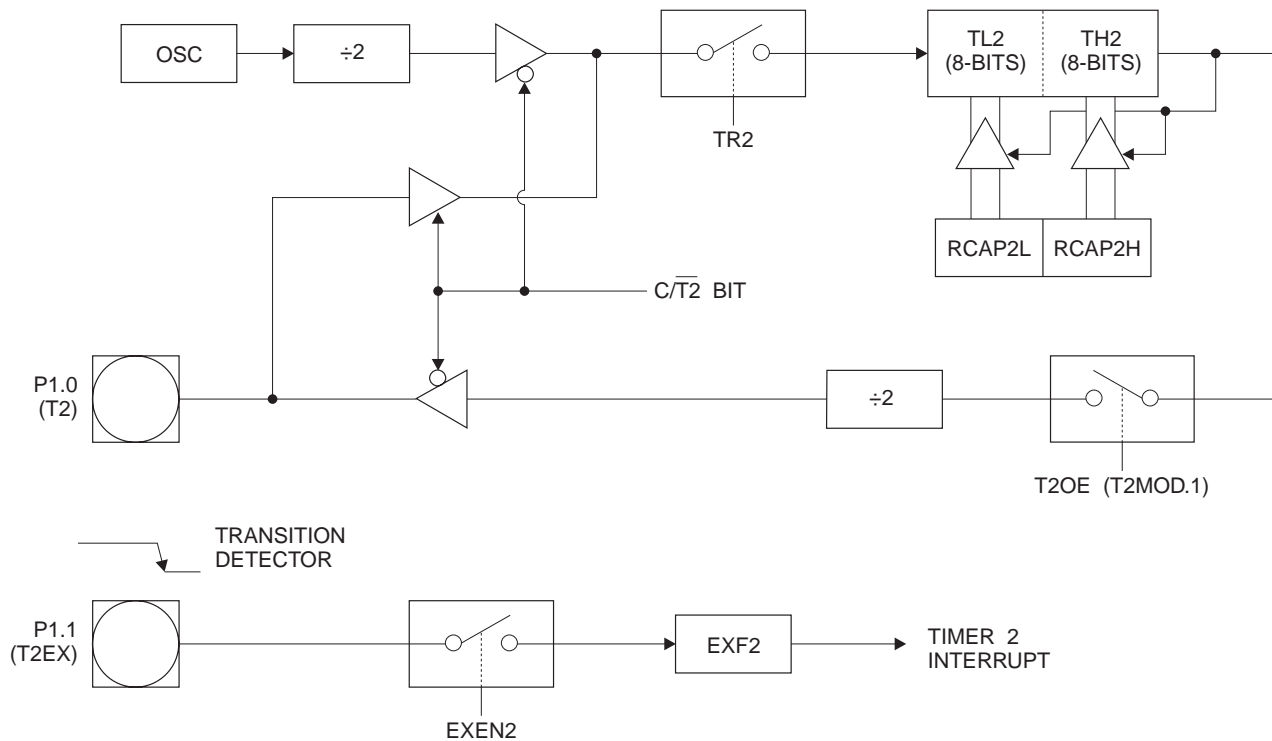 OSC
÷2
TR2
TL2
(8-BITS)
TH2
(8-BITS)
RCAP2L
RCAP2H
C/T̅2̅ BIT
P1.0
(T2)
÷2
T2OE (T2MOD.1)
TRANSITION
DETECTOR
P1.1
(T2EX)
EXEN2
EXF2
TIMER 2
INTERRUPT